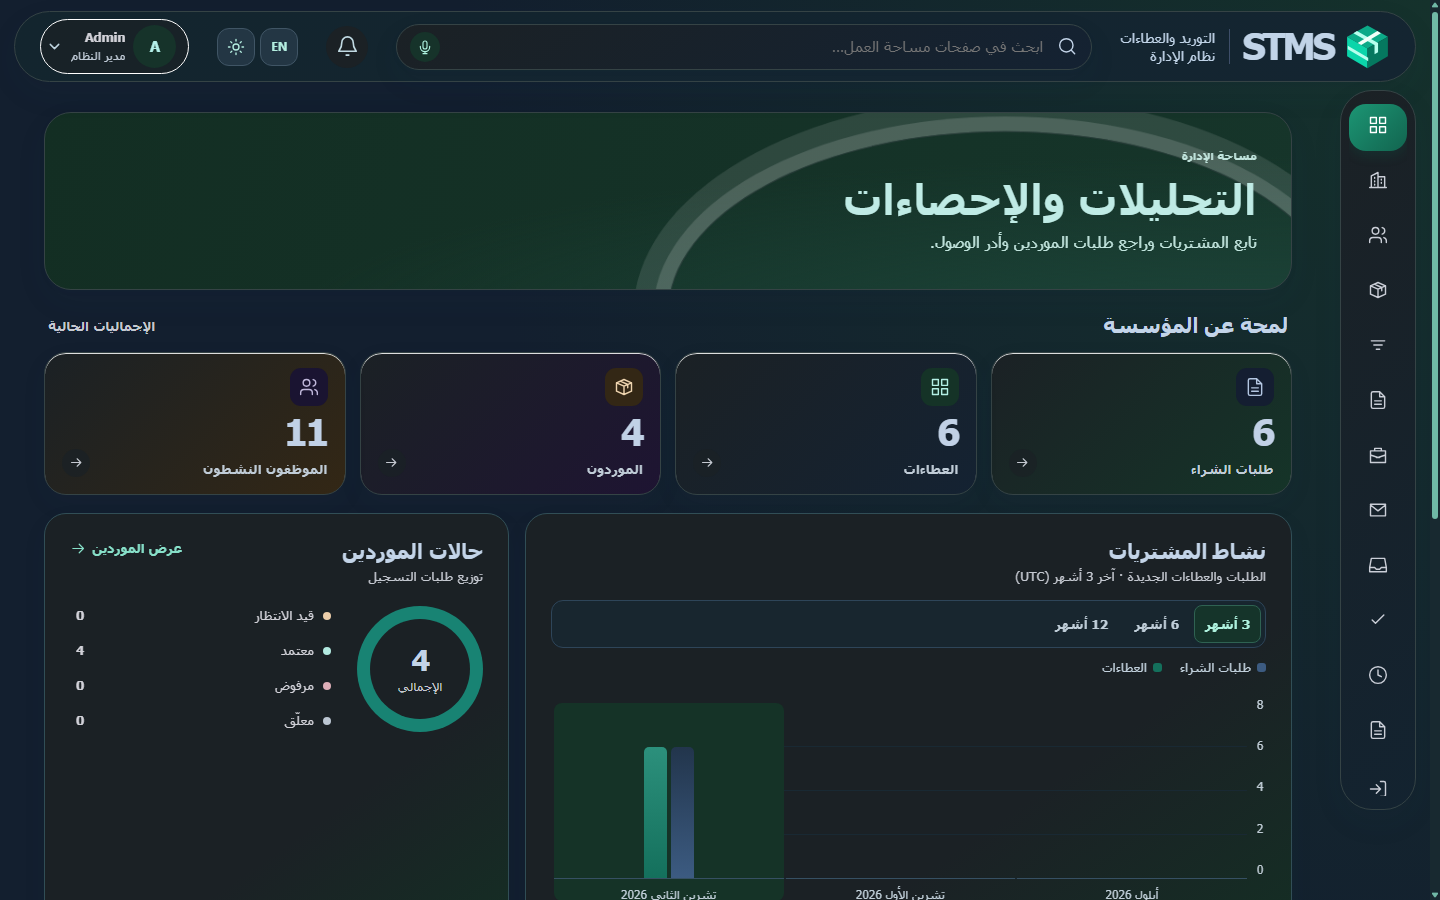 STMS
التوريد والعطاءات
نظام الإدارة
ابحث في صفحات مساحة العمل...
EN
A
Admin
مدير النظام
مساحة الإدارة
التحليلات والإحصاءات
تابع المشتريات وراجع طلبات الموردين وأدر الوصول.
لمحة عن المؤسسة
الإجماليات الحالية
6
طلبات الشراء
6
العطاءات
4
الموردون
11
الموظفون النشطون
نشاط المشتريات
الطلبات والعطاءات الجديدة · آخر 3 أشهر (UTC)
3 أشهر
6 أشهر
12 أشهر
طلبات الشراء
العطاءات
8
6
4
2
0
أيلول 2026
تشرين الأول 2026
تشرين الثاني 2026
حالات الموردين
عرض الموردين
توزيع طلبات التسجيل
4
الإجمالي
قيد الانتظار 0
معتمد 4
مرفوض 0
معلّق 0